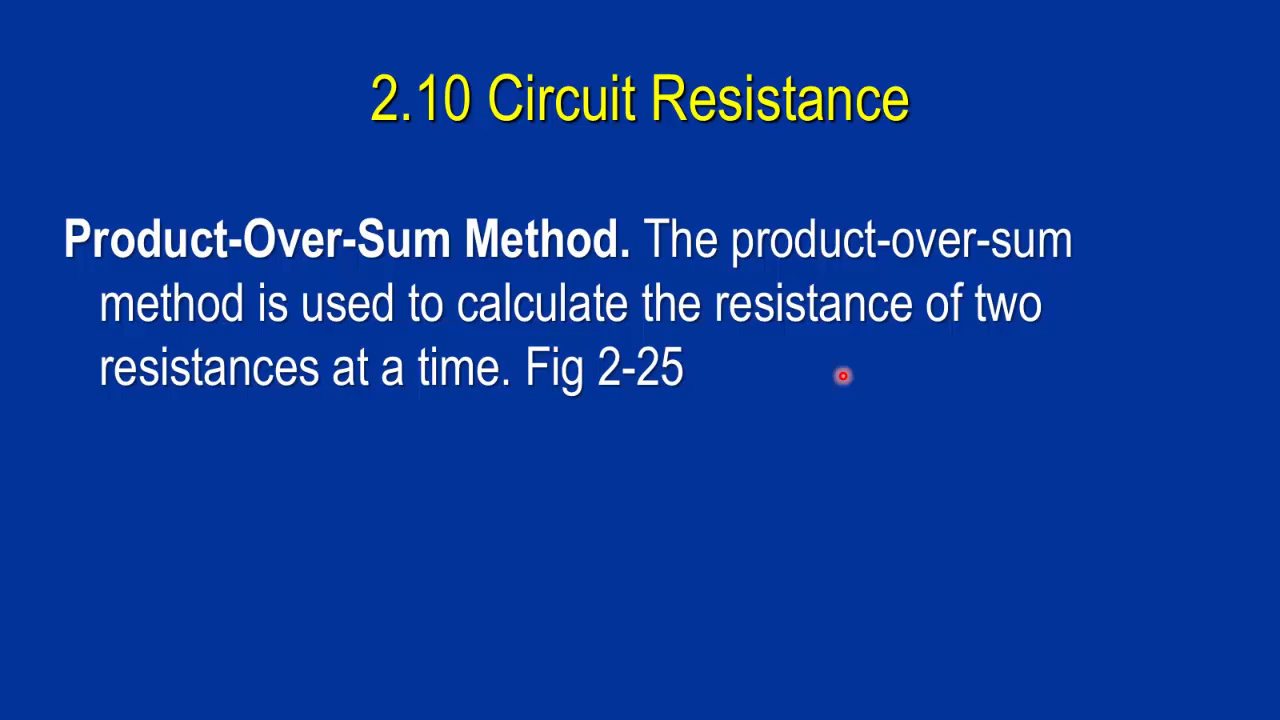 2.10 Circuit Resistance
Product-Over-Sum Method. The product-over-sum
method is used to calculate the resistance of two
resistances at a time. Fig 2-25